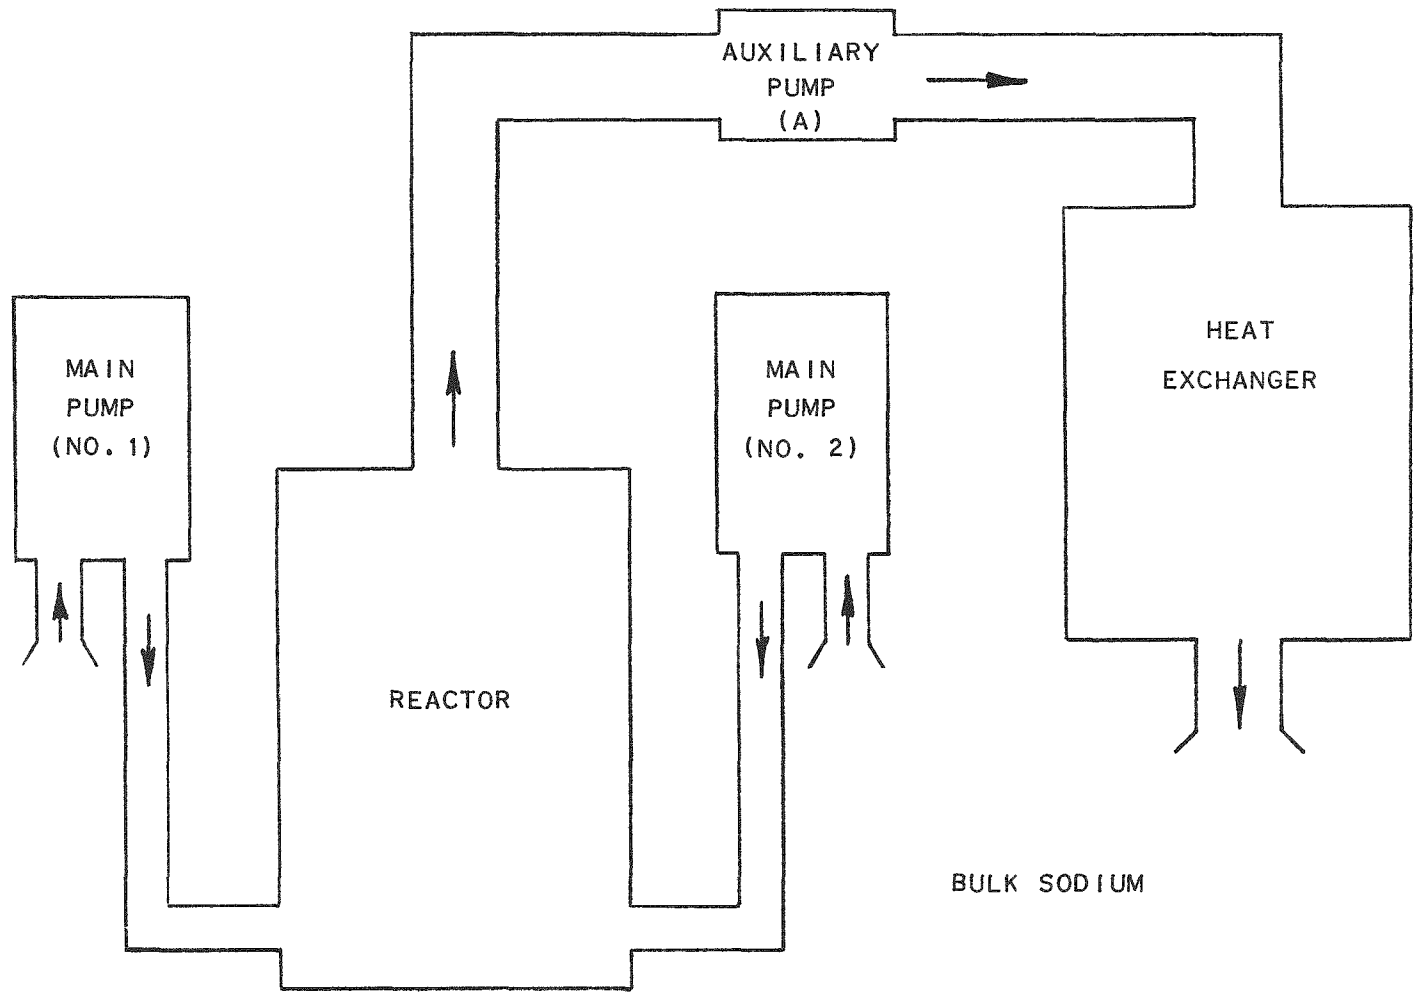 AUXILIARY
PUMP
(A)
HEAT
EXCHANGER
MAIN
PUMP
(NO. 1)
MAIN
PUMP
(NO. 2)
REACTOR
BULK SODIUM